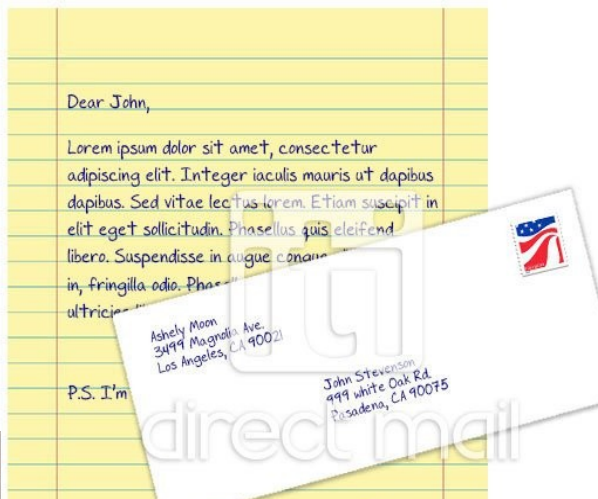 Dear John,
Lorem ipsum dolor sit amet, consectetur
adipiscing elit. Integer iaculis mauris ut dapibus
dapibus. Sed vitae lectus lorem. Etiam suscipit in
elit eget sollicitudin. Phasellus quis eleifend
libero. Suspendisse in augue congue
in, fringilla odio.
P.S. I'm
Ashely Moon
3499 Magnolia Ave.
Los Angeles, CA 90021
John Stevenson
999 white Oak Rd.
Pasadena, CA 90075
direct mail